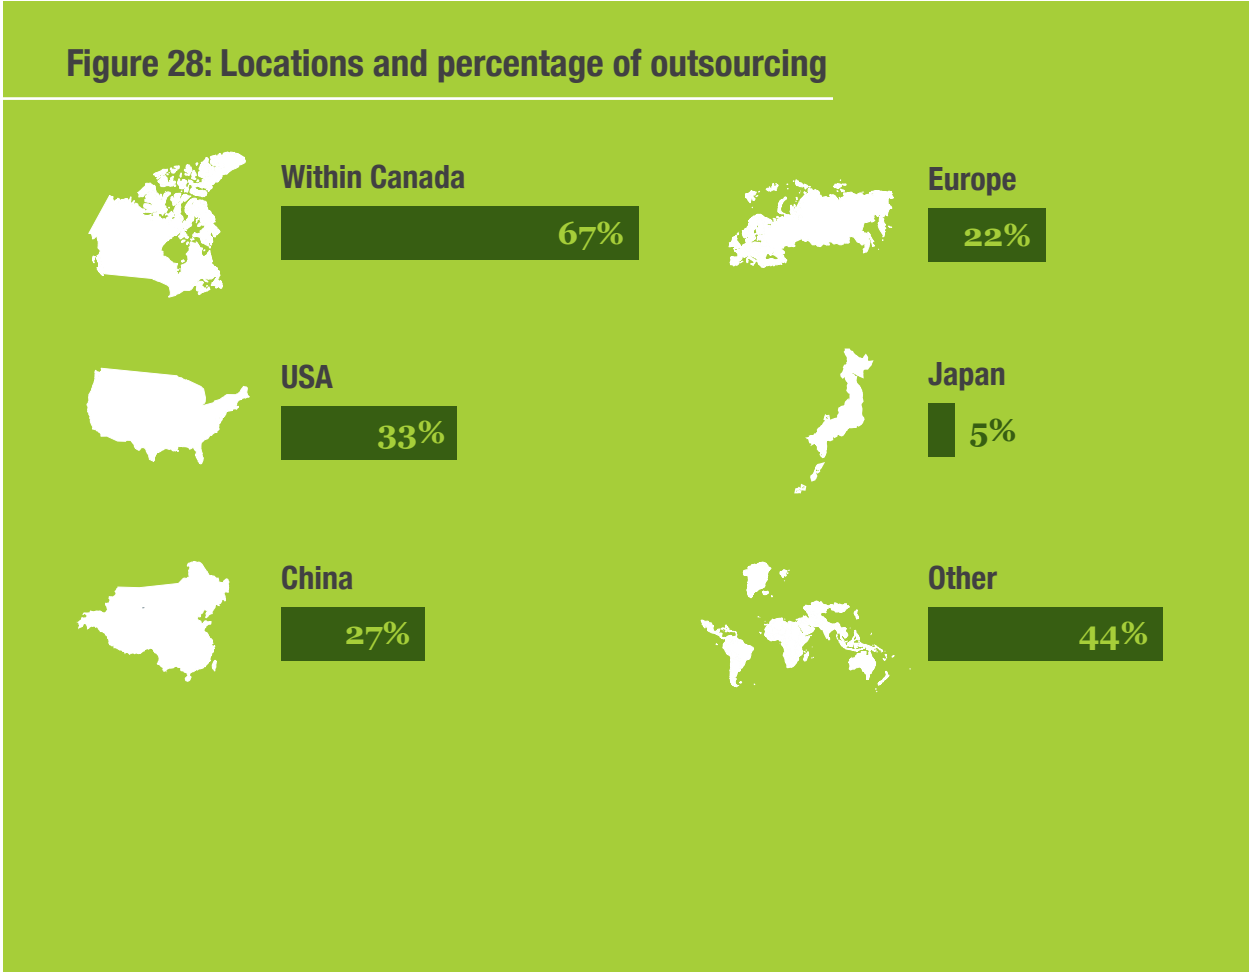 Figure 28: Locations and percentage of outsourcing
Within Canada
67%
USA
33%
China
27%
Europe
22%
Japan
5%
Other
44%